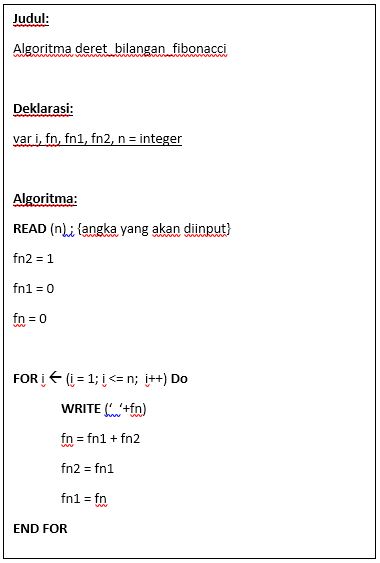 Judul:
Algoritma deret_bilangan_fibonacci
Deklarasi:
var i, fn, fn1, fn2, n = integer
Algoritma:
READ (n) ; {angka yang akan diinput}
fn2 = 1
fn1 = 0
fn = 0
FOR i ← (i = 1; i <= n;  i++) Do
WRITE (‘ ‘+fn)
fn = fn1 + fn2
fn2 = fn1
fn1 = fn
END FOR